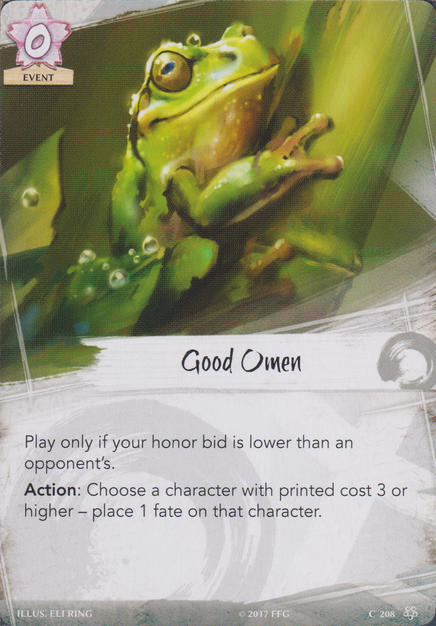 0
EVENT
Good Omen
Play only if your honor bid is lower than an
opponent's.
Action: Choose a character with printed cost 3 or
higher – place 1 fate on that character.
ILLUS. ELI RING
© 2017 FFG
C 208